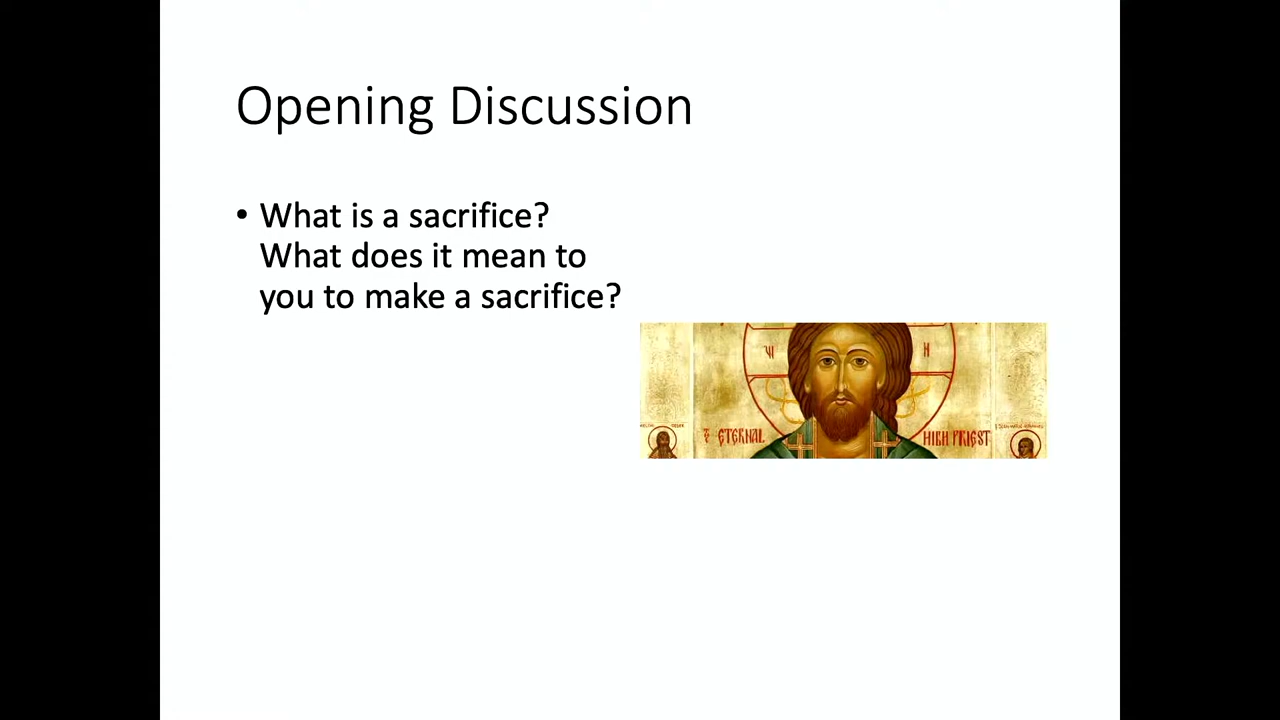 Opening Discussion
• What is a sacrifice?
What does it mean to
you to make a sacrifice?
ETERNAL
HIGH PRIEST